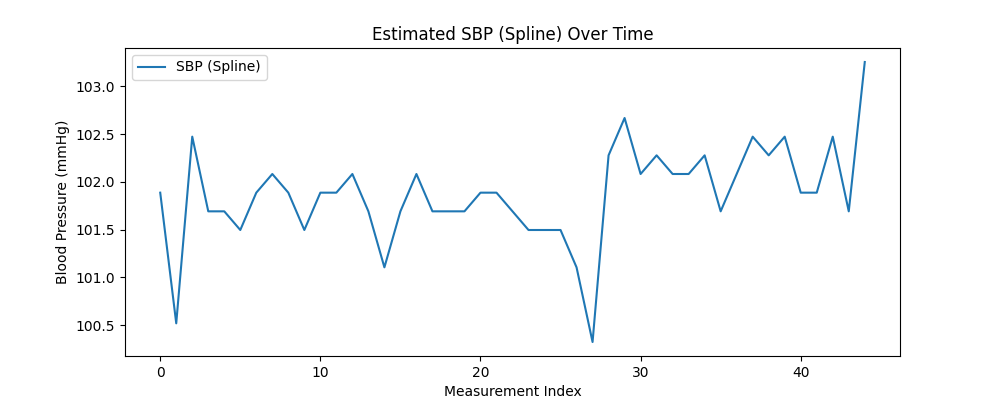 Estimated SBP (Spline) Over Time
SBP (Spline)
Blood Pressure (mmHg)
103.0
102.5
102.0
101.5
101.0
100.5
0 10 20 30 40
Measurement Index